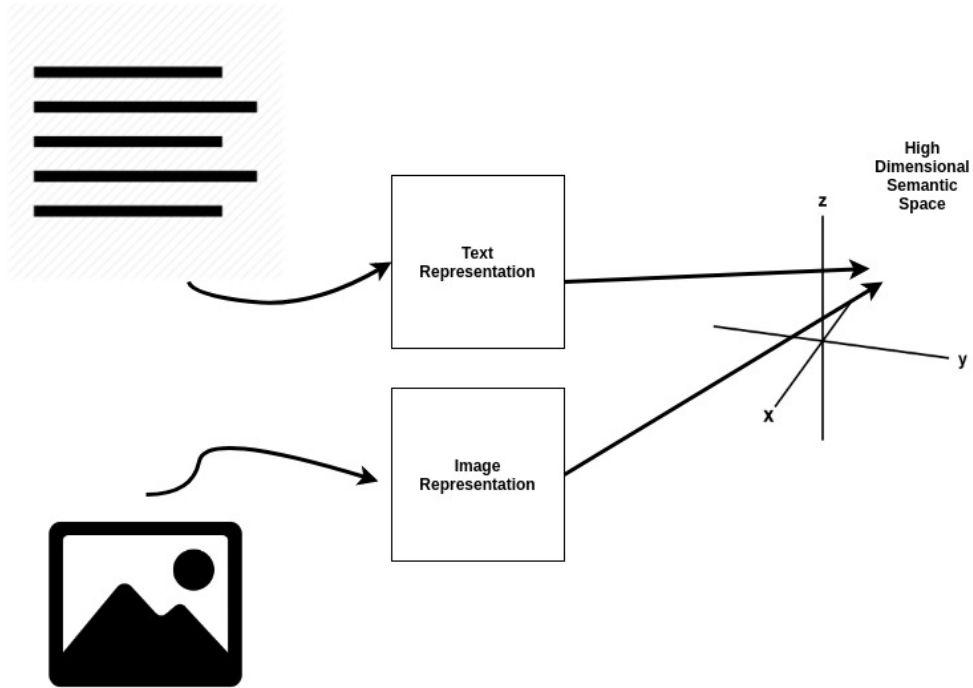 High
Dimensional
Semantic
Space
z
Text
Representation
y
x
Image
Representation